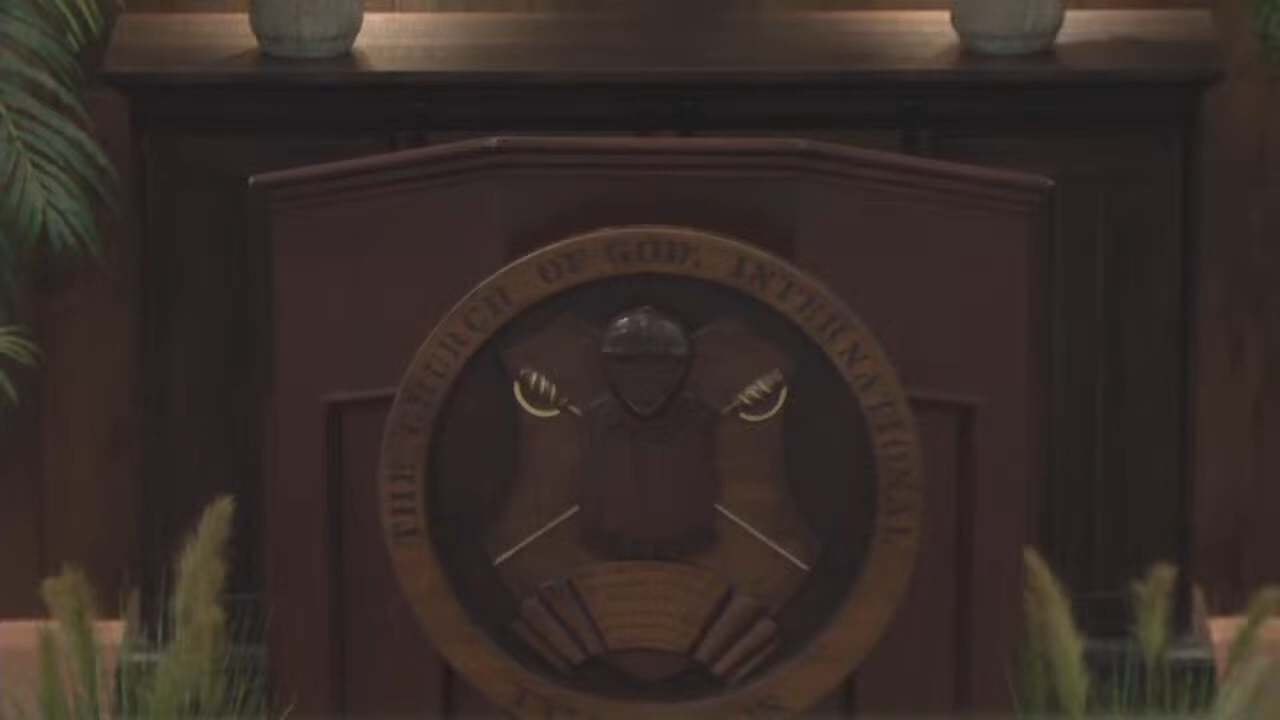 THE CHURCH OF GOD, INTERNATIONAL